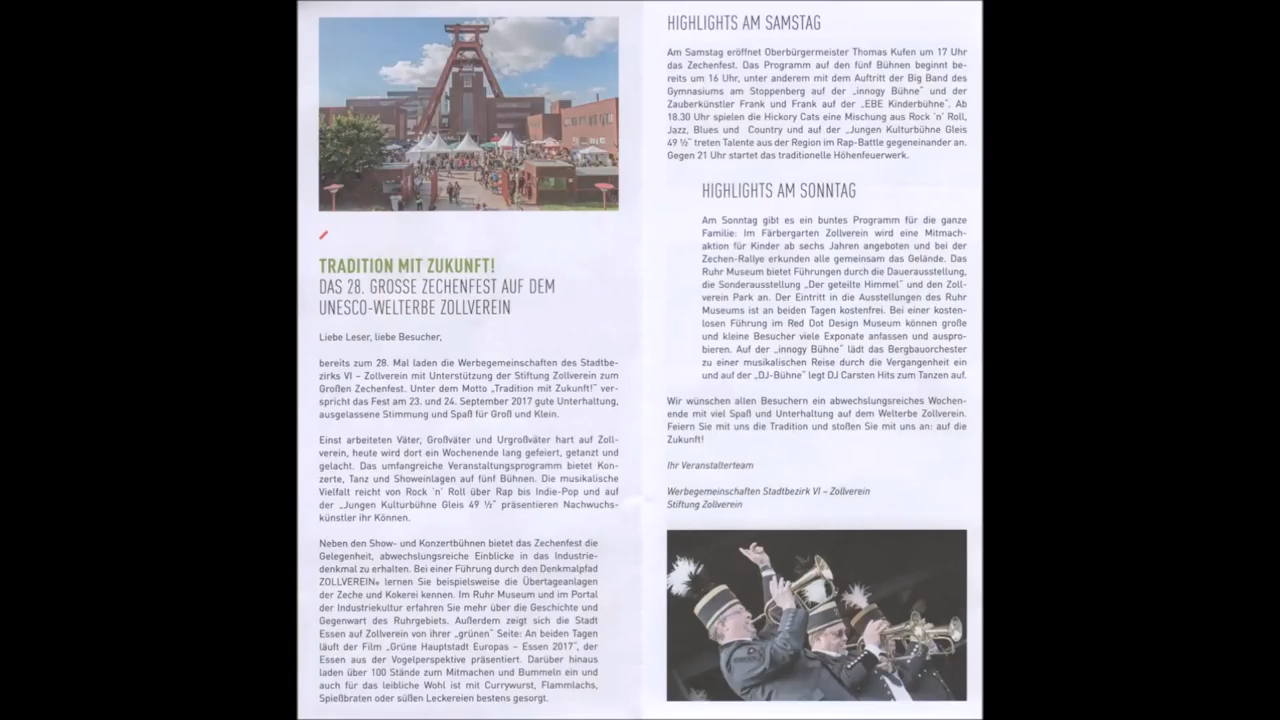 TRADITION MIT ZUKUNFT!
DAS 28. GROSSE ZECHENFEST AUF DEM
UNESCO-WELTERBE ZOLLVEREIN
Liebe Leser, liebe Besucher,
bereits zum 28. Mal laden die Werbegemeinschaften des Stadtbe-
zirks VI – Zollverein mit Unterstützung der Stiftung Zollverein zum
Großen Zechenfest. Unter dem Motto „Tradition mit Zukunft!" ver-
spricht das Fest am 23. und 24. September 2017 gute Unterhaltung,
ausgelassene Stimmung und Spaß für Groß und Klein.
Einst arbeiteten Väter, Großväter und Urgroßväter hart auf Zoll-
verein, heute wird dort ein Wochenende lang gefeiert, getanzt und
gelacht. Das umfangreiche Veranstaltungsprogramm bietet Kon-
zerte, Tanz und Showeinlagen auf fünf Bühnen. Die musikalische
Vielfalt reicht von Rock 'n' Roll über Rap bis Indie-Pop und auf
der „Jungen Kulturbühne Gleis 49 ½" präsentieren Nachwuchs-
künstler ihr Können.
Neben den Show- und Konzertbühnen bietet das Zechenfest die
Gelegenheit, abwechslungsreiche Einblicke in das Industrie-
denkmal zu erhalten. Bei einer Führung durch den Denkmalpfad
ZOLLVEREIN® lernen Sie beispielsweise die Übertageanlagen
der Zeche und Kokerei kennen. Im Ruhr Museum und im Portal
der Industriekultur erfahren Sie mehr über die Geschichte und
Gegenwart des Ruhrgebiets. Außerdem zeigt sich die Stadt
Essen auf Zollverein von ihrer „grünen" Seite: An beiden Tagen
läuft der Film „Grüne Hauptstadt Europas – Essen 2017", der
Essen aus der Vogelperspektive präsentiert. Darüber hinaus
laden über 100 Stände zum Mitmachen und Bummeln ein und
auch für das leibliche Wohl ist mit Currywurst, Flammlachs,
Spießbraten oder süßen Leckereien bestens gesorgt.
HIGHLIGHTS AM SAMSTAG
Am Samstag eröffnet Oberbürgermeister Thomas Kufen um 17 Uhr
das Zechenfest. Das Programm auf den fünf Bühnen beginnt be-
reits um 16 Uhr, unter anderem mit dem Auftritt der Big Band des
Gymnasiums am Stoppenberg auf der „innogy Bühne" und der
Zauberkünstler Frank und Frank auf der „EBE Kinderbühne". Ab
18.30 Uhr spielen die Hickory Cats eine Mischung aus Rock 'n' Roll,
Jazz, Blues und Country und auf der „Jungen Kulturbühne Gleis
49 ½" treten Talente aus der Region im Rap-Battle gegeneinander an.
Gegen 21 Uhr startet das traditionelle Höhenfeuerwerk.
HIGHLIGHTS AM SONNTAG
Am Sonntag gibt es ein buntes Programm für die ganze
Familie: Im Färbergarten Zollverein wird eine Mitmach-
aktion für Kinder ab sechs Jahren angeboten und bei der
Zechen-Rallye erkunden alle gemeinsam das Gelände. Das
Ruhr Museum bietet Führungen durch die Dauerausstellung,
die Sonderausstellung „Der geteilte Himmel" und den Zoll-
verein Park an. Der Eintritt in die Ausstellungen des Ruhr
Museums ist an beiden Tagen kostenfrei. Bei einer kosten-
losen Führung im Red Dot Design Museum können große
und kleine Besucher viele Exponate anfassen und auspro-
bieren. Auf der „innogy Bühne" lädt das Bergbauorchester
zu einer musikalischen Reise durch die Vergangenheit ein
und auf der „DJ-Bühne" legt DJ Carsten Hits zum Tanzen auf.
Wir wünschen allen Besuchern ein abwechslungsreiches Wochen-
ende mit viel Spaß und Unterhaltung auf dem Welterbe Zollverein.
Feiern Sie mit uns die Tradition und stoßen Sie mit uns an: auf die
Zukunft!
Ihr Veranstalterteam
Werbegemeinschaften Stadtbezirk VI – Zollverein
Stiftung Zollverein